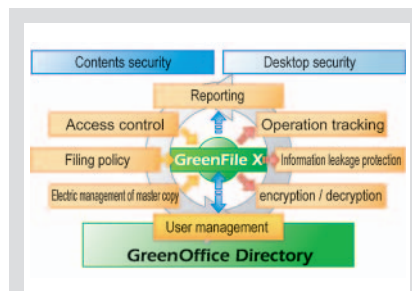 Contents security
Desktop security
Reporting
Access control
Operation tracking
Filing policy
GreenFile X
Information leakage protection
Electric management of master copy
encryption / decryption
User management
GreenOffice Directory